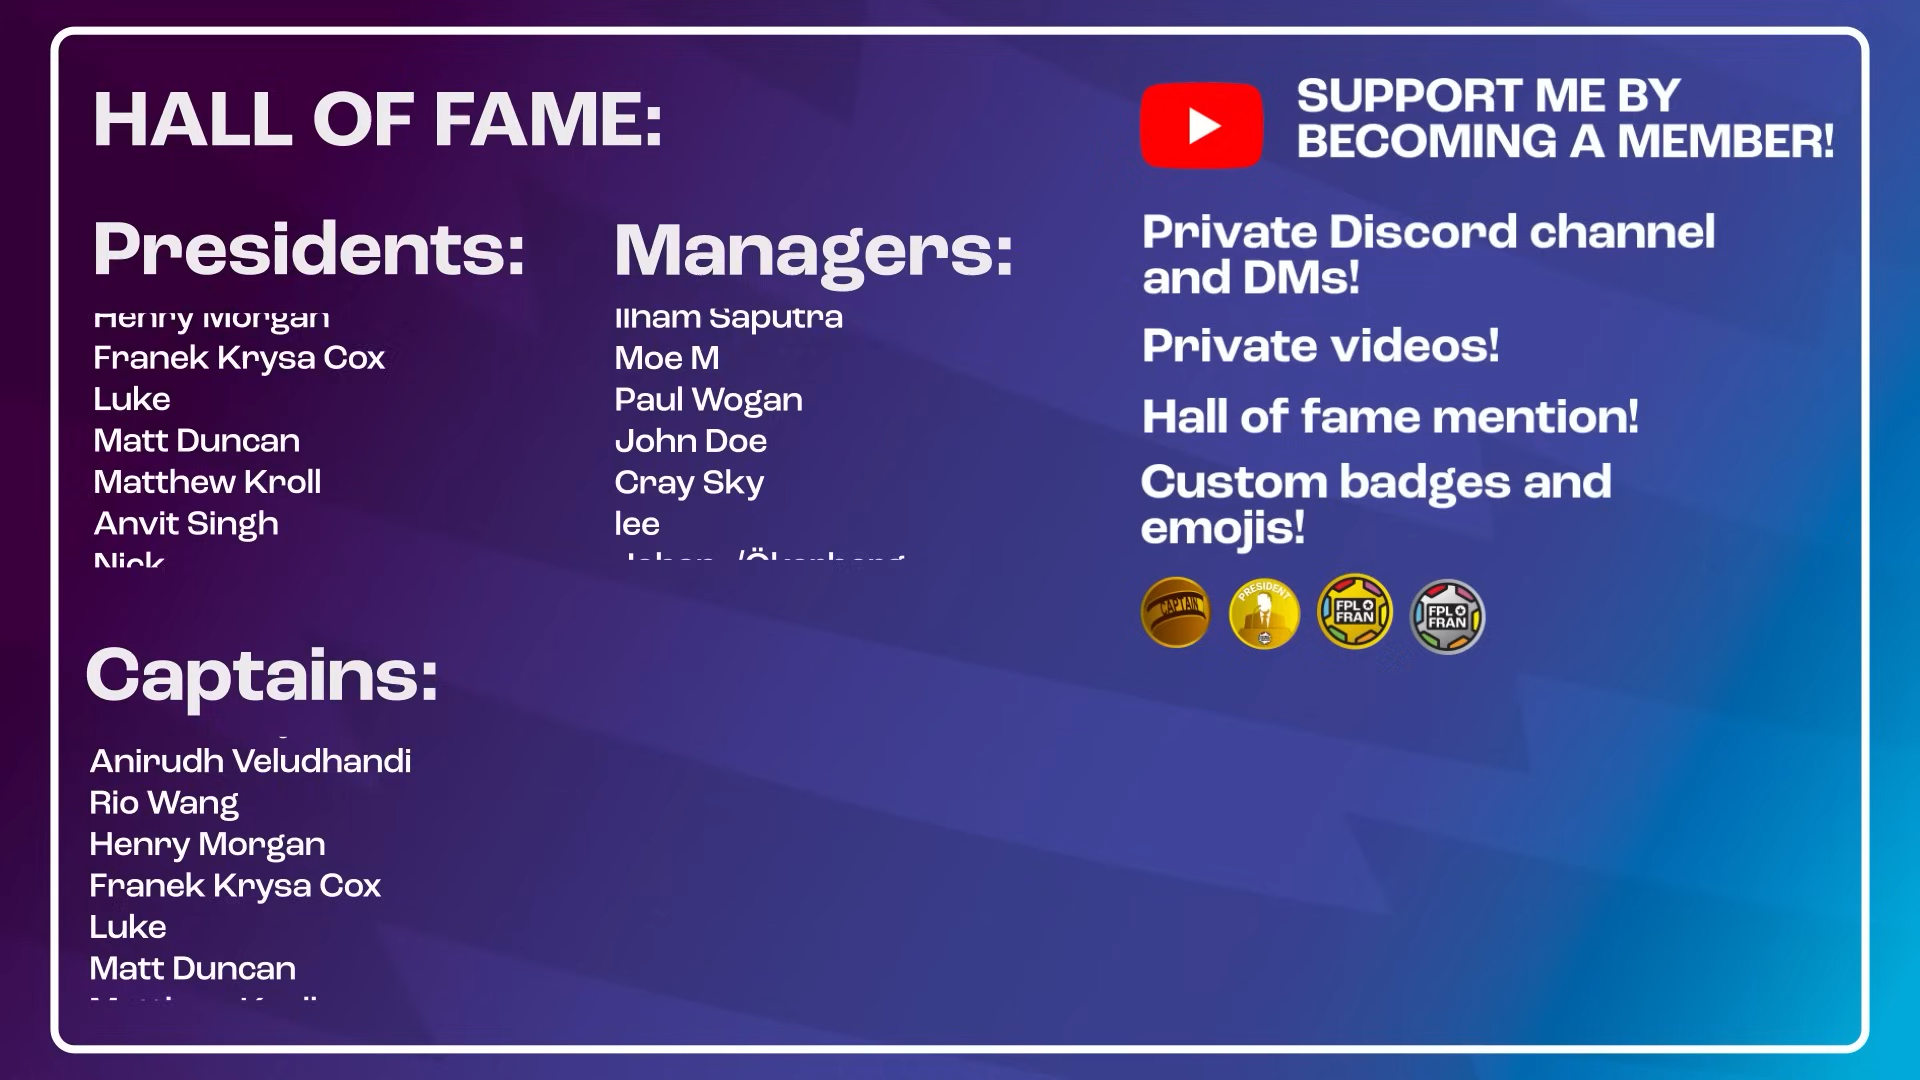 HALL OF FAME:
Presidents:
Henry Morgan
Franek Krysa Cox
Luke
Matt Duncan
Matthew Kroll
Anvit Singh
Nick
Managers:
Ilham Saputra
Moe M
Paul Wogan
John Doe
Cray Sky
lee
Captains:
Anirudh Veludhandi
Rio Wang
Henry Morgan
Franek Krysa Cox
Luke
Matt Duncan
SUPPORT ME BY
BECOMING A MEMBER!
Private Discord channel
and DMs!
Private videos!
Hall of fame mention!
Custom badges and
emojis!
CAPTAIN
PRESIDENT
FPL
FRAN
FPL
FRAN